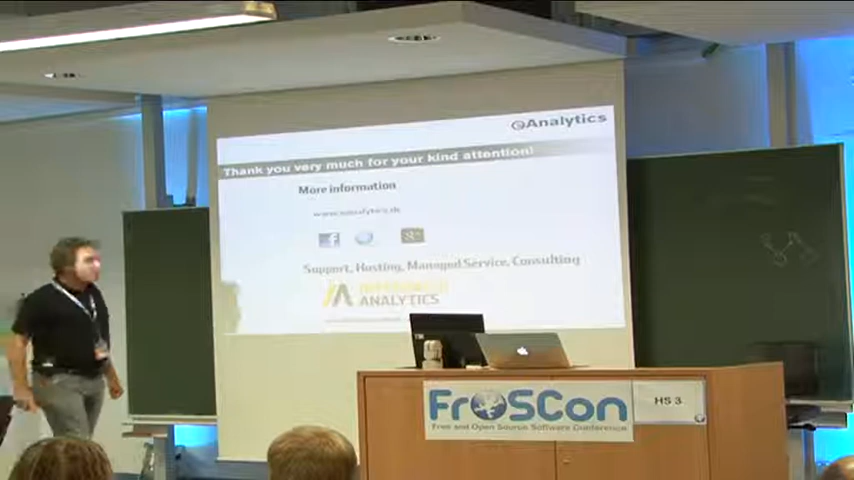 @Analytics
Thank you very much for your kind attention!
More information
Support, Hosting, Managed Service, Consulting
ANALYTICS
FrOSCon
Free and Open Source Software Conference
HS 3